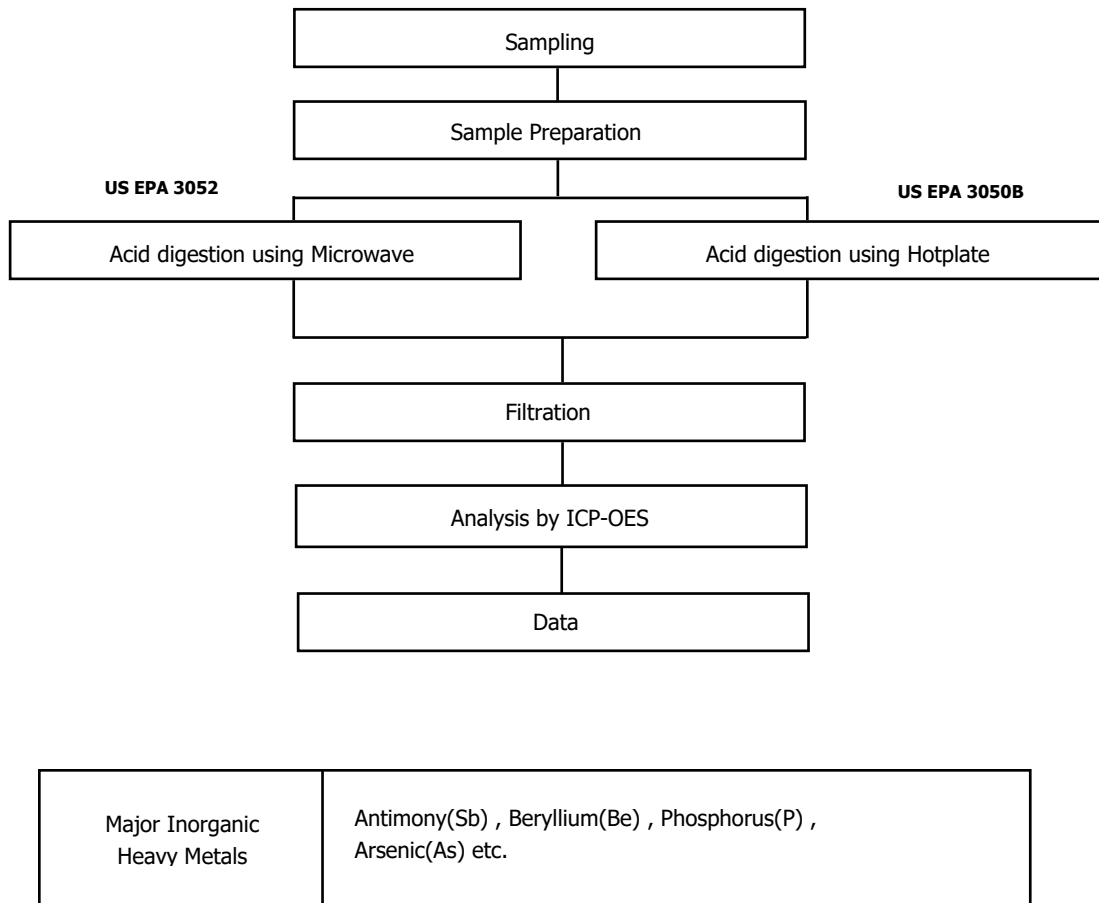 Sampling
Sample Preparation
US EPA 3052
US EPA 3050B
Acid digestion using Microwave
Acid digestion using Hotplate
Filtration
Analysis by ICP-OES
Data
Major Inorganic
Heavy Metals
Antimony(Sb) , Beryllium(Be) , Phosphorus(P) ,
Arsenic(As) etc.